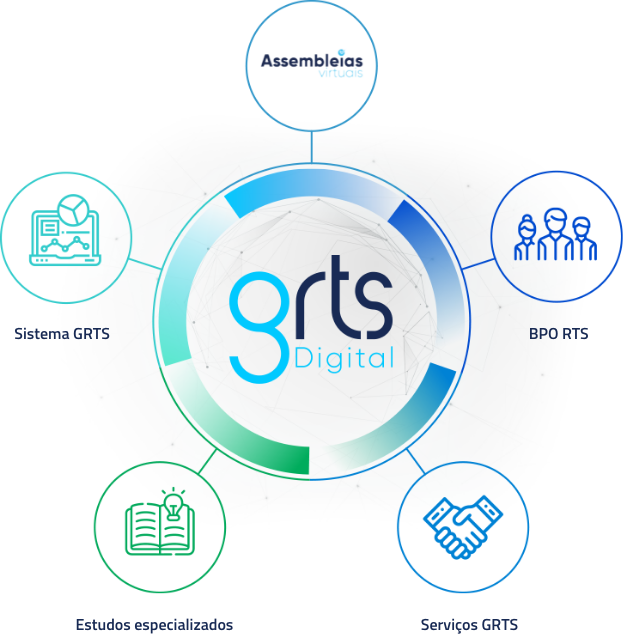 Assembleias
virtuais
Sistema GRTS
BPO RTS
grts
Digital
Estudos especializados
Serviços GRTS